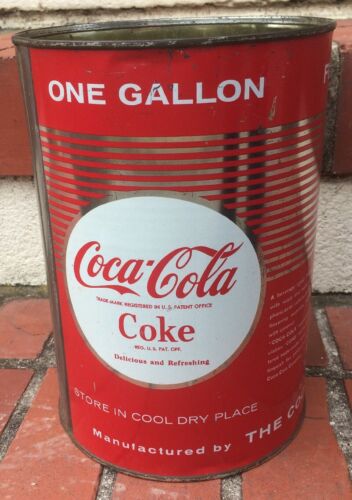 ONE GALLON
F
Coca-Cola
TRADE-MARK REGISTERED IN U.S. PATENT OFFICE
Coke
REG. U.S. PAT. OFF.
Delicious and Refreshing
STORE IN COOL DRY PLACE
Manufactured by THE CO